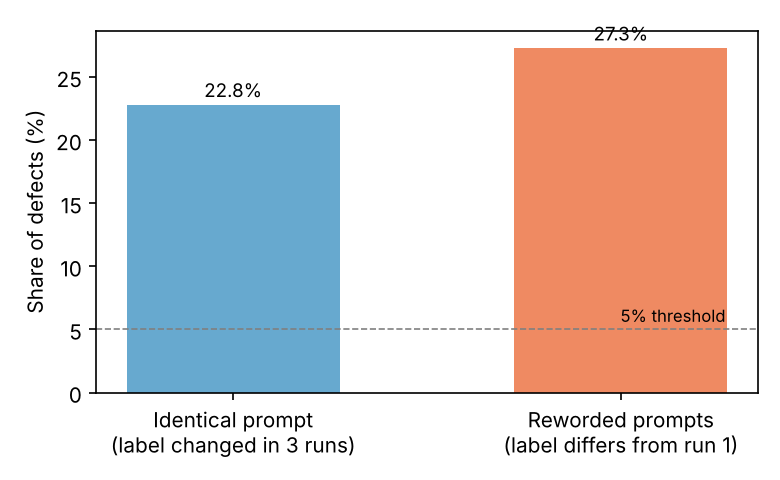 Share of defects (%)
25
20
15
10
5
0
22.8%
27.3%
5% threshold
Identical prompt
(label changed in 3 runs)
Reworded prompts
(label differs from run 1)